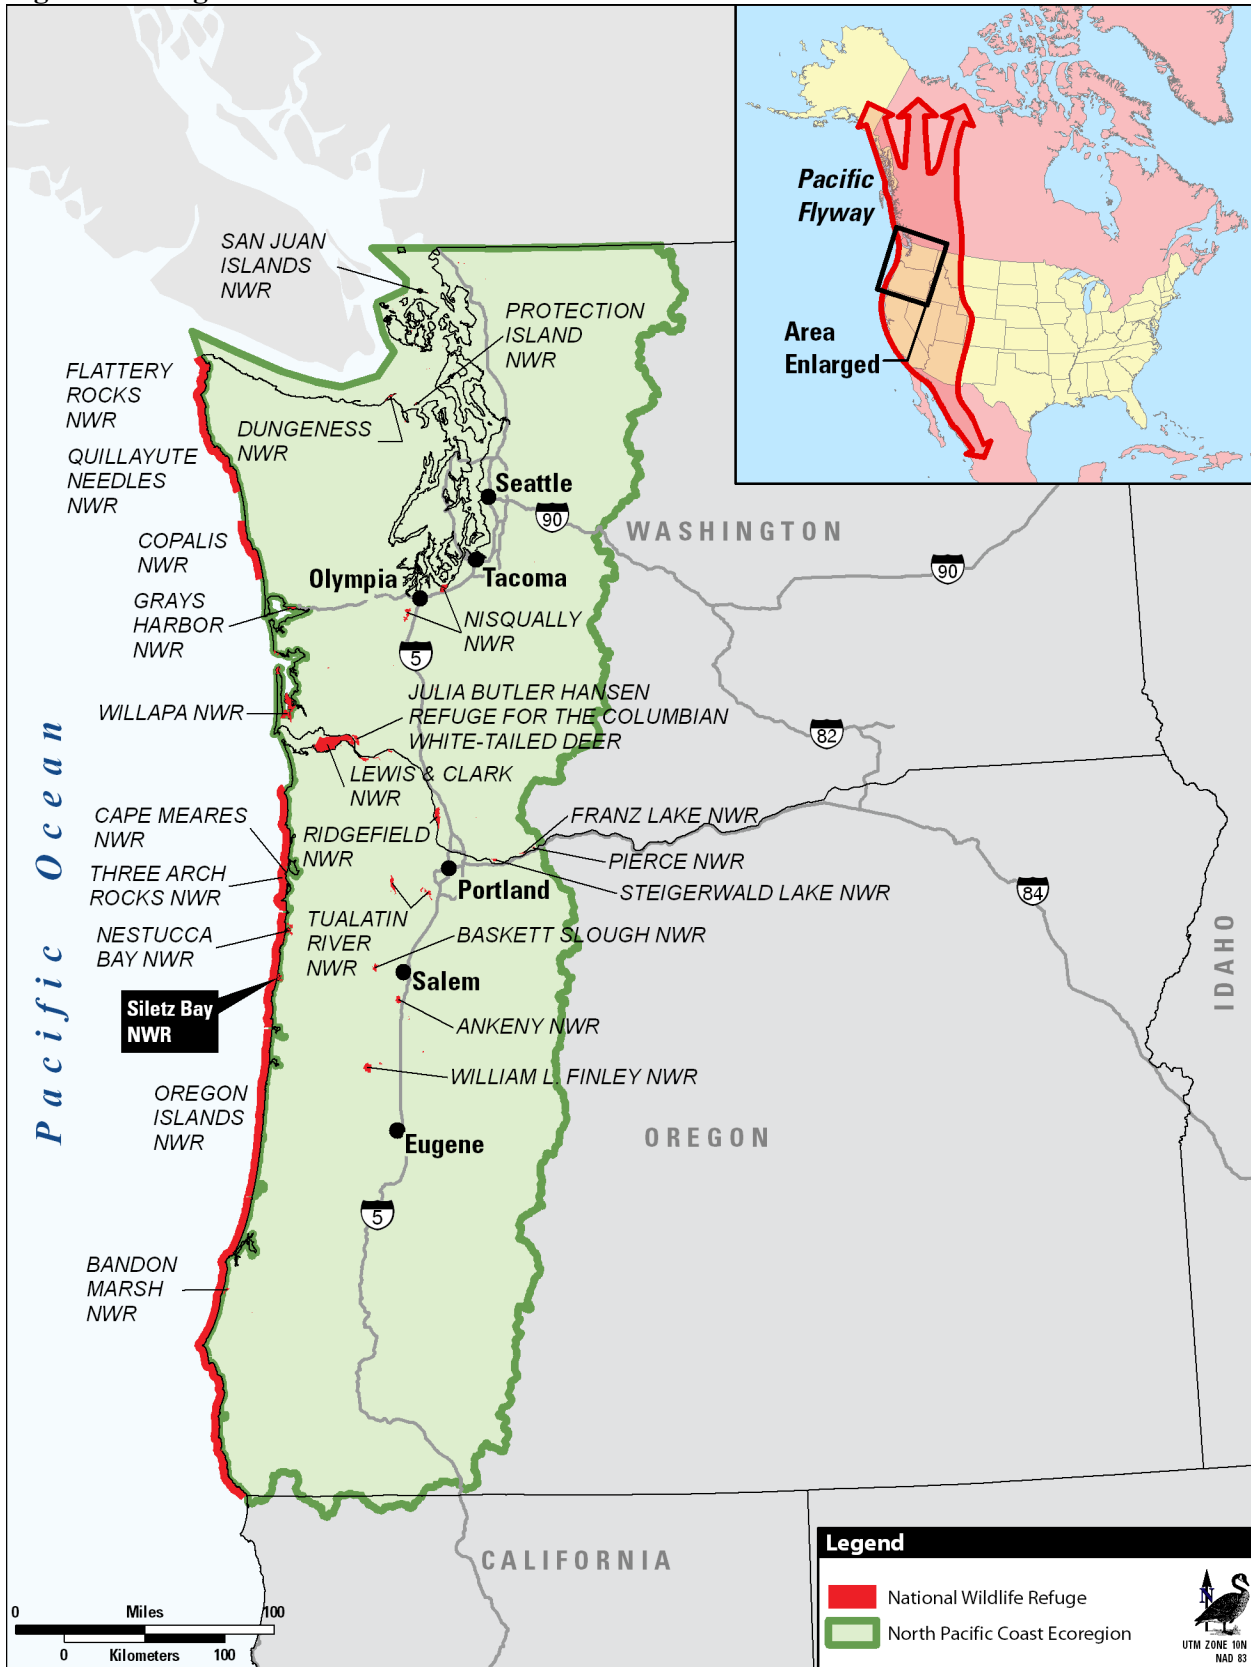 Pacific
Flyway
Area
Enlarged
SAN JUAN
ISLANDS
NWR
PROTECTION
ISLAND
NWR
FLATTERY
ROCKS
NWR
DUNGENESS
NWR
QUILLAYUTE
NEEDLES
NWR
Seattle
90
WASHINGTON
COPALIS
NWR
Olympia
Tacoma
90
GRAYS
HARBOR
NWR
NISQUALLY
NWR
5
JULIA BUTLER HANSEN
REFUGE FOR THE COLUMBIAN
WHITE-TAILED DEER
WILLAPA NWR
82
LEWIS & CLARK
NWR
CAPE MEARES
NWR
RIDGEFIELD
NWR
FRANZ LAKE NWR
PIERCE NWR
STEIGERWALD LAKE NWR
THREE ARCH
ROCKS NWR
Portland
84
NESTUCCA
BAY NWR
TUALATIN
RIVER
NWR
BASKETT SLOUGH NWR
Salem
IDAHO
Siletz Bay
NWR
ANKENY NWR
Pacific Ocean
WILLIAM L. FINLEY NWR
OREGON
ISLANDS
NWR
Eugene
OREGON
5
BANDON
MARSH
NWR
CALIFORNIA
Legend
National Wildlife Refuge
North Pacific Coast Ecoregion
N
UTM ZONE 10N
NAD 83
0 Miles 100
0 Kilometers 100